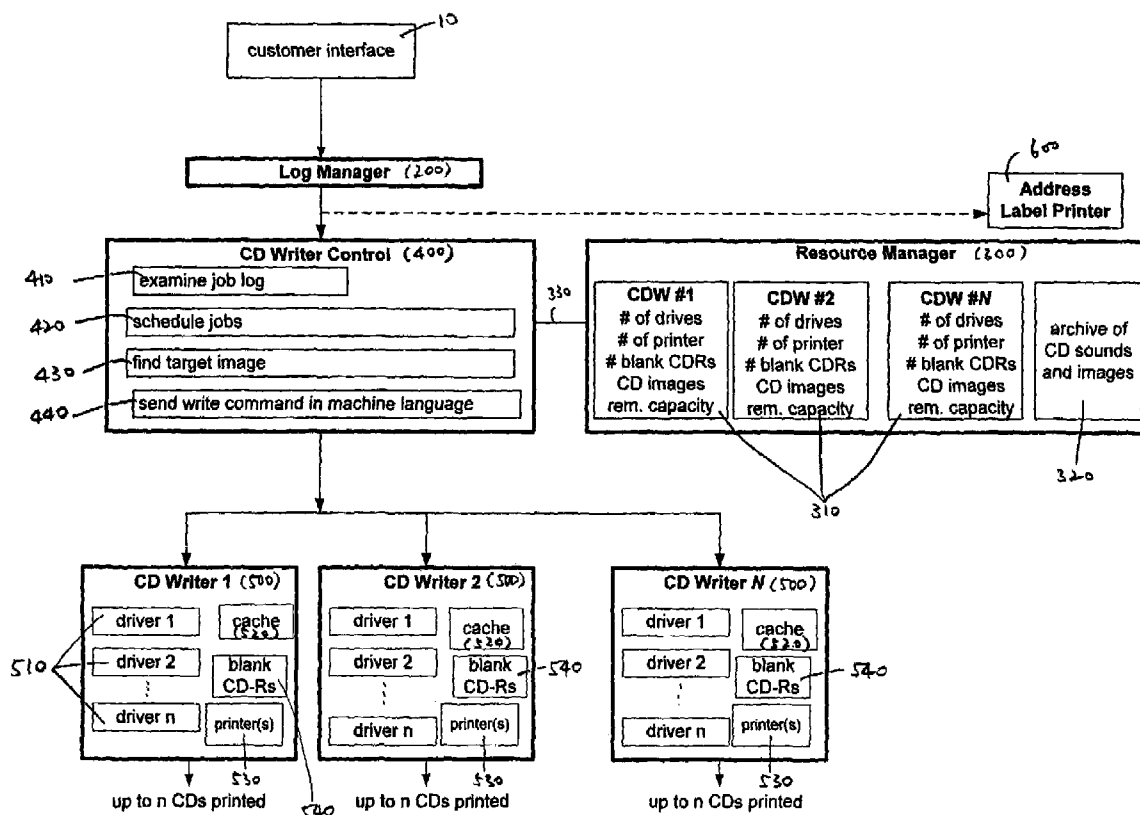 10
customer interface
Log Manager (200)
600
Address
Label Printer
CD Writer Control (400)
410
examine job log
420
schedule jobs
430
find target image
440
send write command in machine language
330
Resource Manager (300)
CDW #1
# of drives
# of printer
# blank CDRs
CD images
rem. capacity
CDW #2
# of drives
# of printer
# blank CDRs
CD images
rem. capacity
CDW #N
# of drives
# of printer
# blank CDRs
CD images
rem. capacity
archive of
CD sounds
and images
310
320
CD Writer 1 (500)
driver 1
driver 2
driver n
510
cache
(520)
blank
CD-Rs
printer(s)
530
540
up to n CDs printed
CD Writer 2 (500)
driver 1
driver 2
driver n
cache
(520)
blank
CD-Rs
540
printer(s)
530
up to n CDs printed
CD Writer N (500)
driver 1
driver 2
driver n
cache
(520)
blank
CD-Rs
540
printer(s)
530
up to n CDs printed